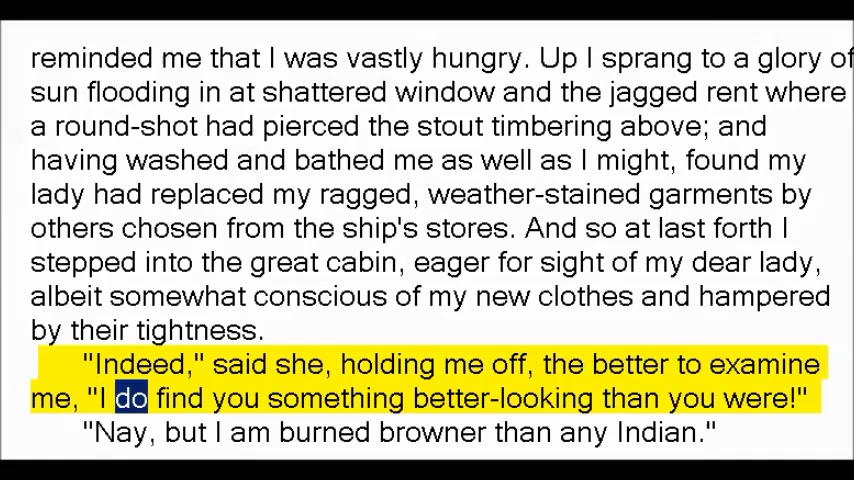 reminded me that I was vastly hungry. Up I sprang to a glory of
sun flooding in at shattered window and the jagged rent where
a round-shot had pierced the stout timbering above; and
having washed and bathed me as well as I might, found my
lady had replaced my ragged, weather-stained garments by
others chosen from the ship's stores. And so at last forth I
stepped into the great cabin, eager for sight of my dear lady,
albeit somewhat conscious of my new clothes and hampered
by their tightness.
"Indeed," said she, holding me off, the better to examine
me, "I do find you something better-looking than you were!"
"Nay, but I am burned browner than any Indian."